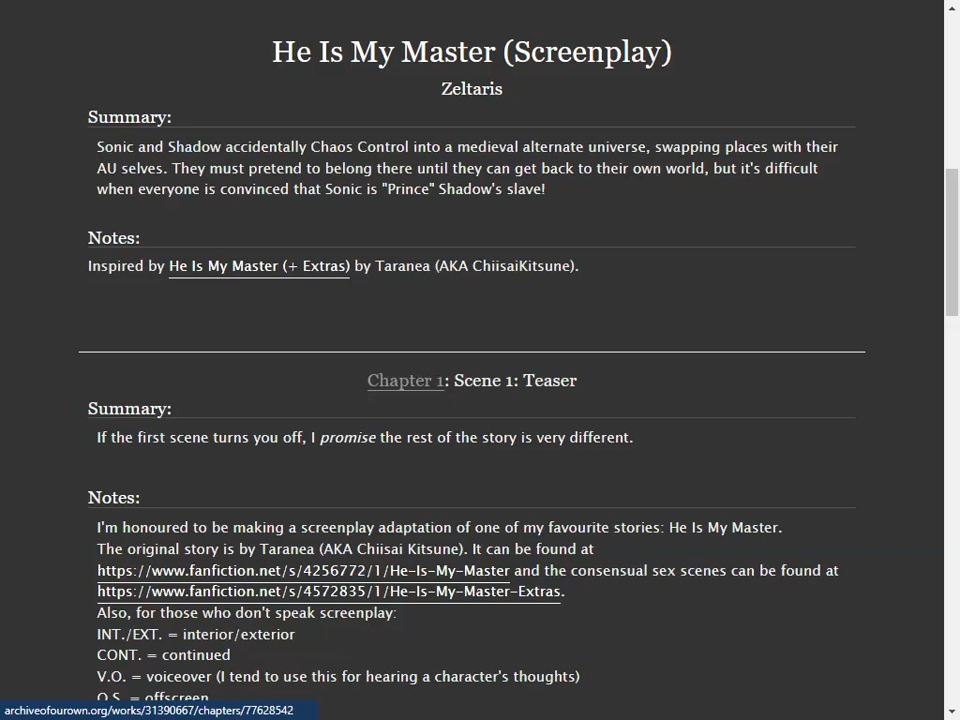 He Is My Master (Screenplay)
Zeltaris
Summary:
Sonic and Shadow accidentally Chaos Control into a medieval alternate universe, swapping places with their
AU selves. They must pretend to belong there until they can get back to their own world, but it's difficult
when everyone is convinced that Sonic is "Prince" Shadow's slave!
Notes:
Inspired by He Is My Master (+ Extras) by Taranea (AKA ChiisaiKitsune).
Chapter 1: Scene 1: Teaser
Summary:
If the first scene turns you off, I promise the rest of the story is very different.
Notes:
I'm honoured to be making a screenplay adaptation of one of my favourite stories: He Is My Master.
The original story is by Taranea (AKA Chiisai Kitsune). It can be found at
https://www.fanfiction.net/s/4256772/1/He-Is-My-Master and the consensual sex scenes can be found at
https://www.fanfiction.net/s/4572835/1/He-Is-My-Master-Extras.
Also, for those who don't speak screenplay:
INT./EXT. = interior/exterior
CONT. = continued
V.O. = voiceover (I tend to use this for hearing a character's thoughts)
O.S. = offscreen
archiveofourown.org/works/31390667/chapters/77628542